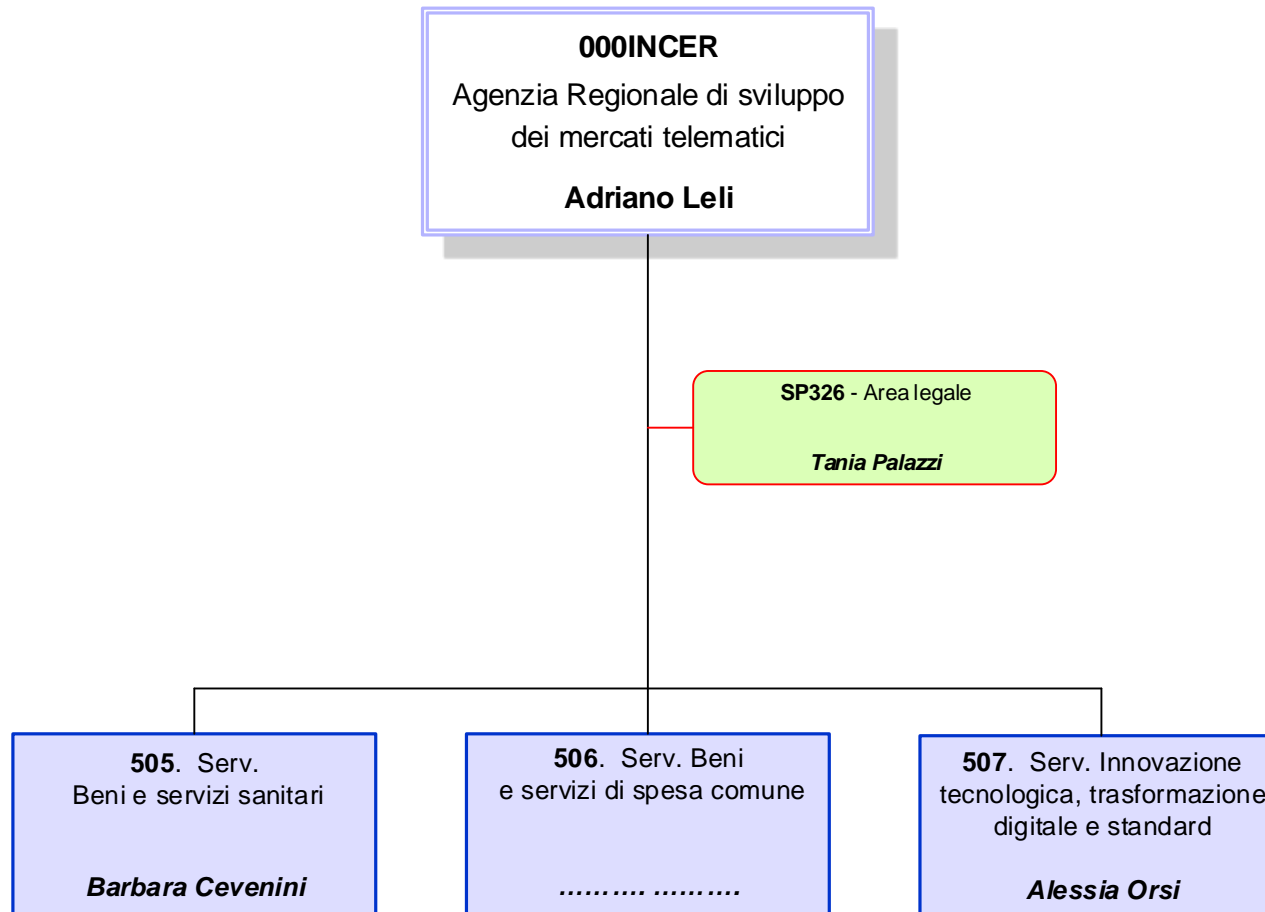 000INCER
Agenzia Regionale di sviluppo
dei mercati telematici
Adriano Leli
SP326 - Area legale
Tania Palazzi
505. Serv.
Beni e servizi sanitari
Barbara Cevenini
506. Serv. Beni
e servizi di spesa comune
………. ……….
507. Serv. Innovazione
tecnologica, trasformazione
digitale e standard
Alessia Orsi